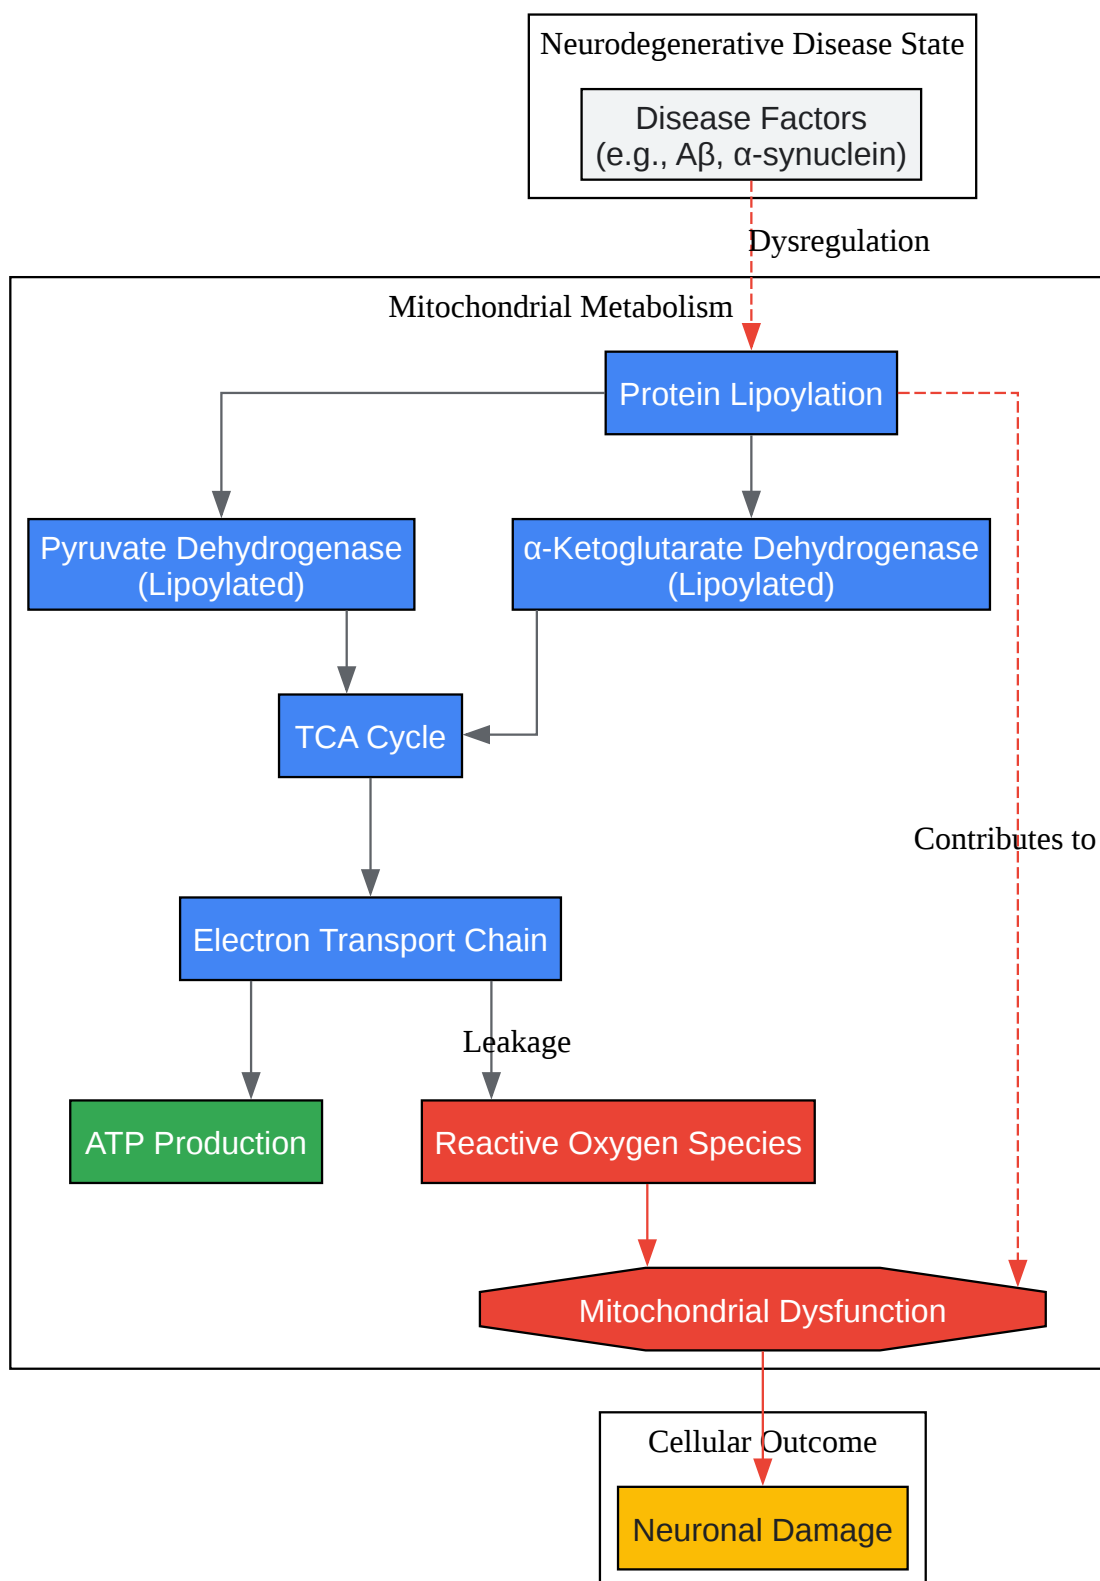 Neurodegenerative Disease State
Disease Factors
(e.g., Aβ, α-synuclein)
Dysregulation
Mitochondrial Metabolism
Protein Lipoylation
Pyruvate Dehydrogenase
(Lipoylated)
α-Ketoglutarate Dehydrogenase
(Lipoylated)
TCA Cycle
Contributes to
Electron Transport Chain
Leakage
ATP Production
Reactive Oxygen Species
Mitochondrial Dysfunction
Cellular Outcome
Neuronal Damage